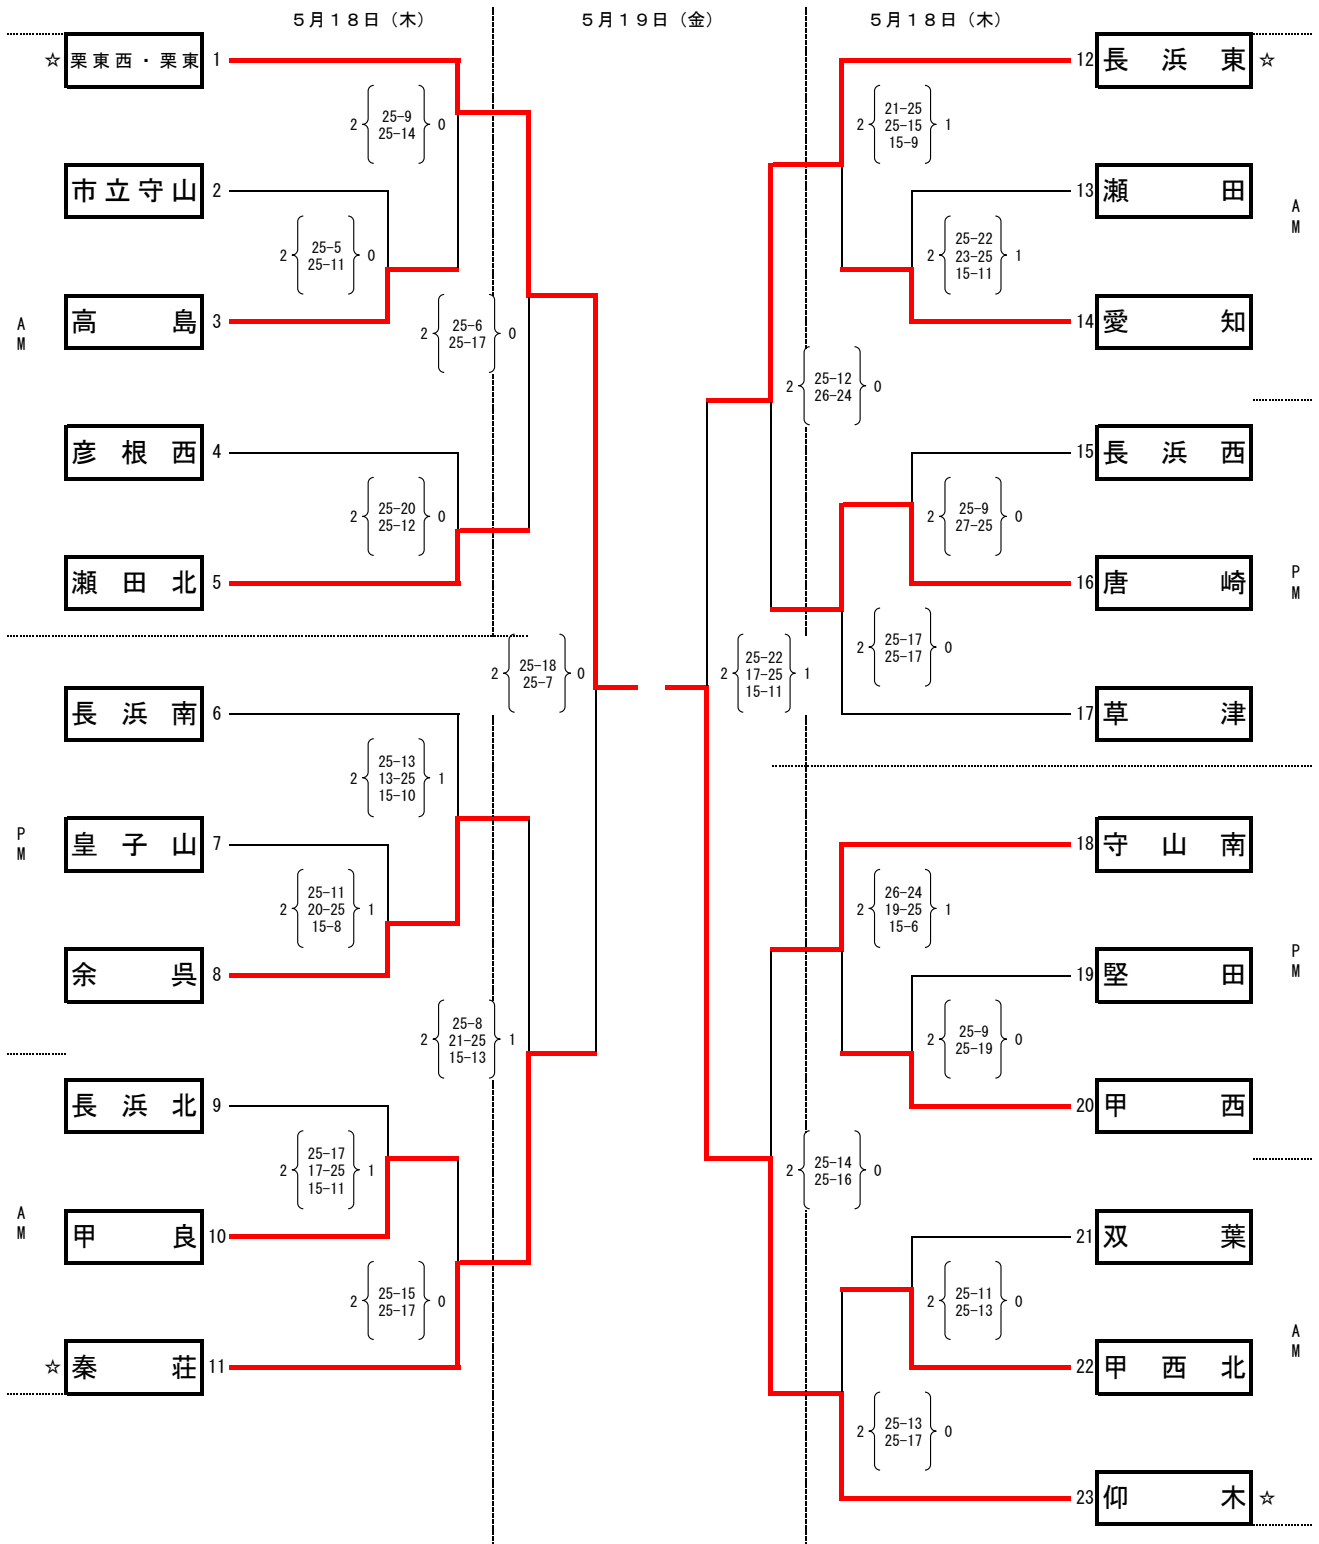 ５月１８日（木）
５月１９日（金）
５月１８日（木）
☆ 栗東西・栗東 1
2 25-9 0
25-14
市立守山 2
2 25-5 0
25-11
高島 3
A
M
2 25-6 0
25-17
彦根西 4
2 25-20 0
25-12
瀬田北 5
2 25-18 0
25-7
長浜南 6
25-13
2 13-25 1
15-10
P
M
皇子山 7
25-11
2 20-25 1
15-8
余呉 8
25-8
2 21-25 1
15-13
長浜北 9
25-17
2 17-25 1
15-11
A
M
甲良 10
2 25-15 0
25-17
☆ 秦荘 11
12 長浜東 ☆
21-25
2 25-15 1
15-9
13 瀬田
A
M
25-22
2 23-25 1
15-11
14 愛知
2 25-12 0
26-24
15 長浜西
2 25-9 0
27-25
16 唐崎
P
M
2 25-17 0
25-17
25-22
2 17-25 1
15-11
17 草津
18 守山南
26-24
2 19-25 1
15-6
19 堅田
P
M
2 25-9 0
25-19
20 甲西
2 25-14 0
25-16
21 双葉
2 25-11 0
25-13
A
M
22 甲西北
2 25-13 0
25-17
23 仰木 ☆